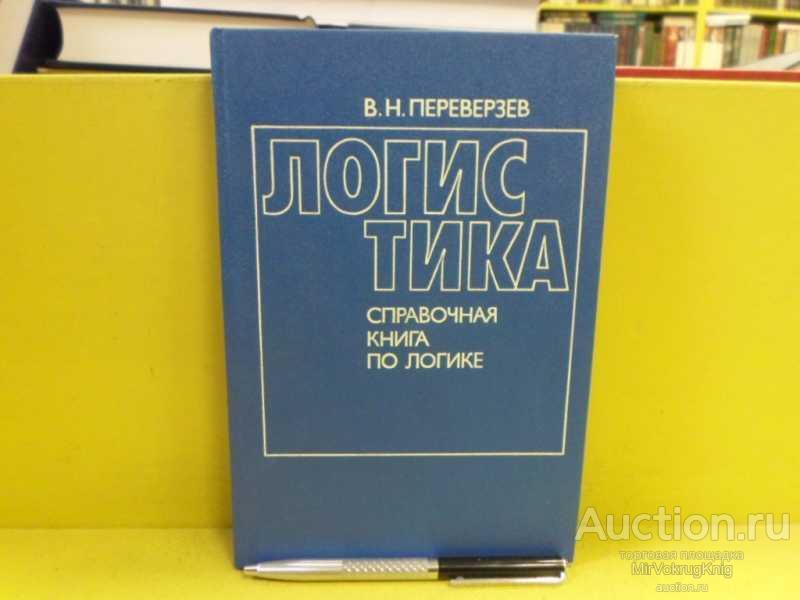 В. Н. ПЕРЕВЕРЗЕВ
ЛОГИС
ТИКА
СПРАВОЧНАЯ
КНИГА
ПО ЛОГИКЕ
Auction.ru
торговая площадка
MirVokrugKnig
auction.ru